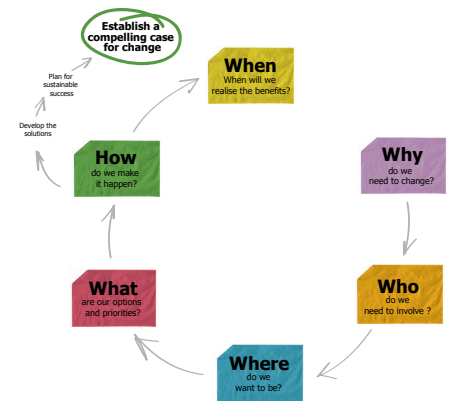 Establish a
compelling case
for change
When
When will we
realise the benefits?
Plan for
sustainable
success
Develop the
solutions
How
do we make
it happen?
Why
do we
need to change?
What
are our options
and priorities?
Who
do we
need to involve ?
Where
do we
want to be?